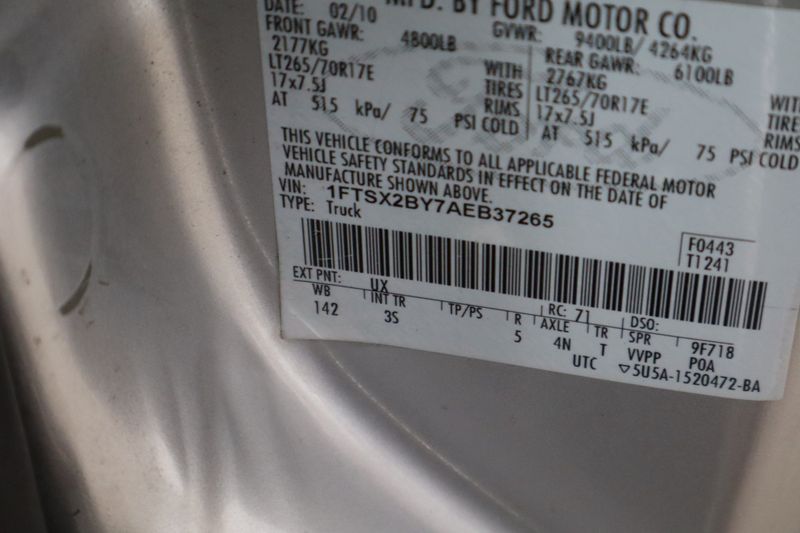 MFD. BY FORD MOTOR CO.
DATE: 02/10 GVWR: 9400LB/ 4264KG
FRONT GAWR: 4800LB REAR GAWR: 6100LB
2177KG WITH 2767KG WITH
LT265/70R17E TIRES LT265/70R17E TIRES
17x7.5J RIMS 17x7.5J RIMS
AT 515 kPa/ 75 PSI COLD AT 515 kPa/ 75 PSI COLD
THIS VEHICLE CONFORMS TO ALL APPLICABLE FEDERAL MOTOR
VEHICLE SAFETY STANDARDS IN EFFECT ON THE DATE OF
MANUFACTURE SHOWN ABOVE.
VIN: 1FTSX2BY7AEB37265
TYPE: Truck
F0443
T1241
EXT PNT: UX RC: 71 DSO:
WB INT TR TP/PS R AXLE TR SPR 9F718
142 3S 5 4N T VVPP POA
UTC ▽5U5A-1520472-BA